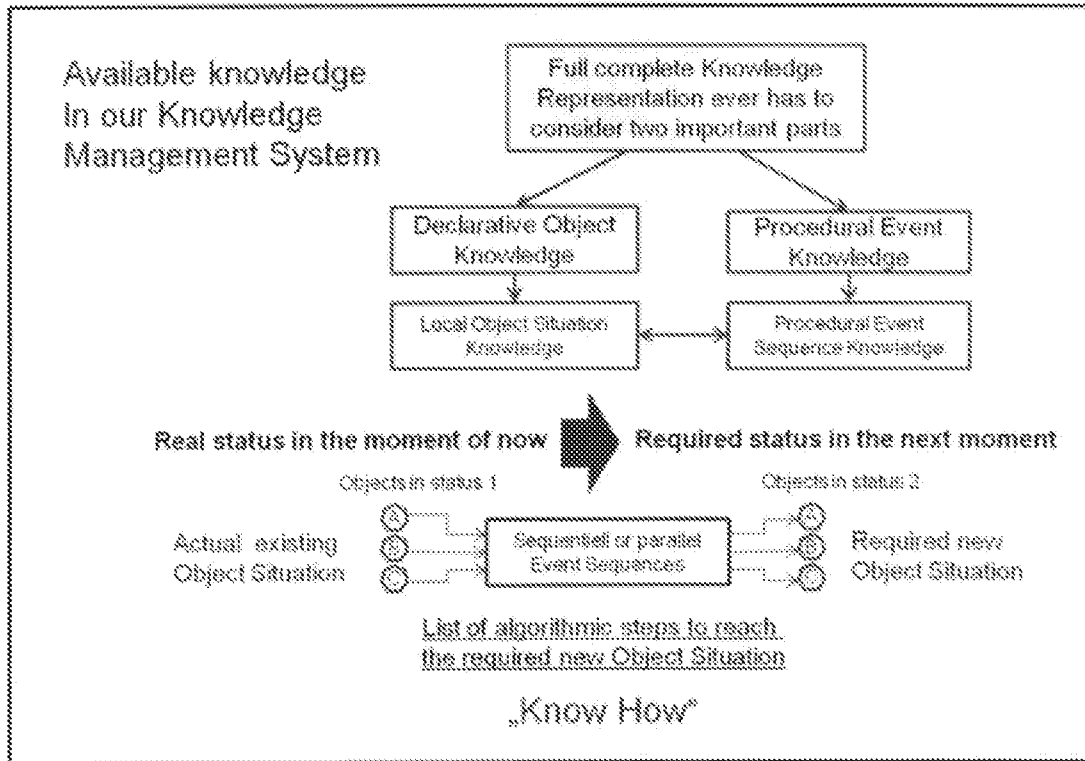 Available knowledge
In our Knowledge
Management System
Full complete Knowledge
Representation ever has to
consider two important parts
Declarative Object
Knowledge
Procedural Event
Knowledge
Local Object Situation
Knowledge
Procedural Event
Sequence Knowledge
Real status in the moment of now
Required status in the next moment
Objects in status 1
Objects in status 2
Actual existing
Object Situation
A
B
C
Sequentiell or parallel
Event Sequences
A
B
C
Required new
Object Situation
List of algorithmic steps to reach
the required new Object Situation
„Know How“